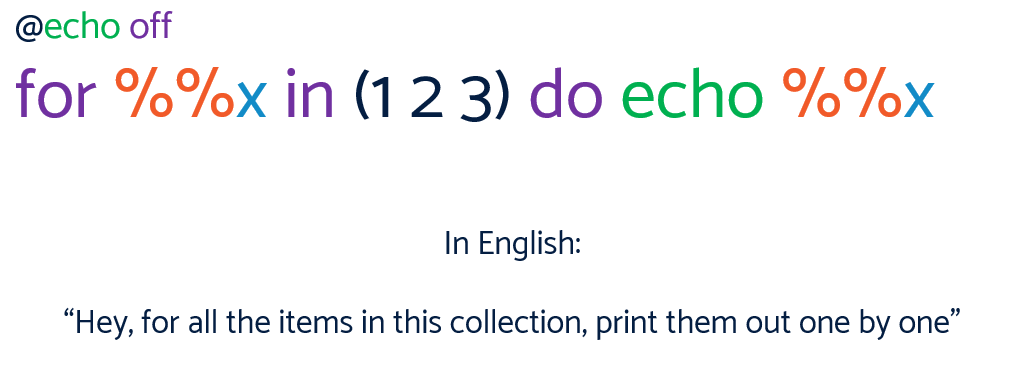 @echo off
for %%x in (1 2 3) do echo %%x
In English:
“Hey, for all the items in this collection, print them out one by one”